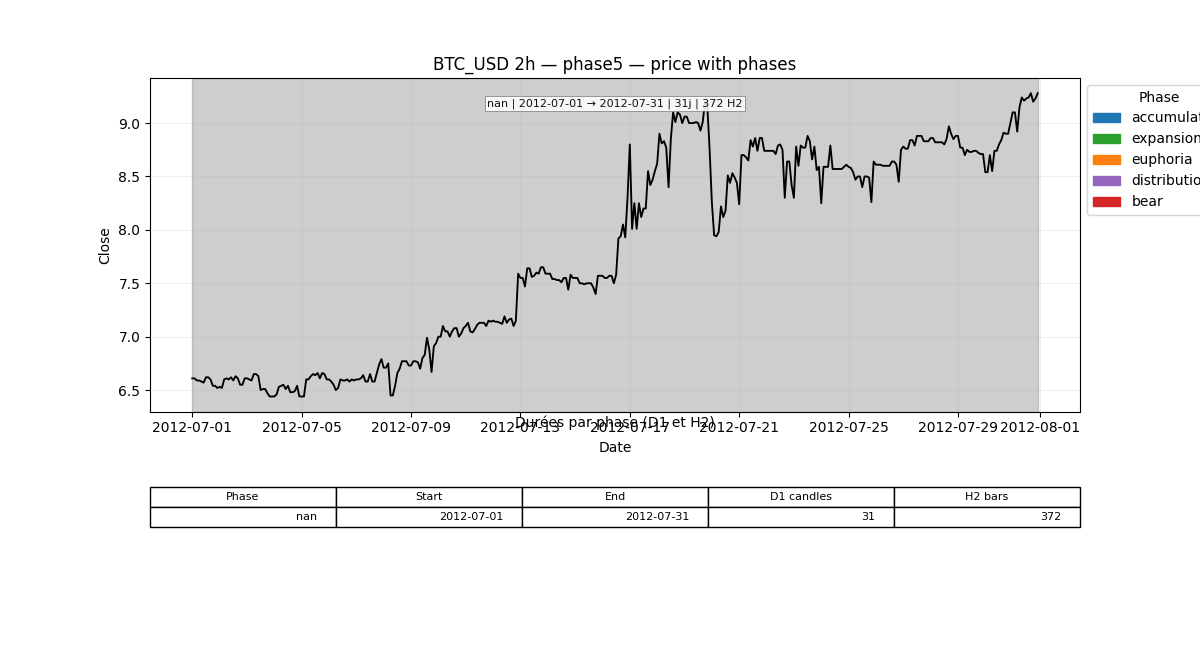 BTC_USD 2h — phase5 — price with phases
nan | 2012-07-01 → 2012-07-31 | 31j | 372 H2
Phase
accumulat
expansion
euphoria
distributio
bear
Close
9.0
8.5
8.0
7.5
7.0
6.5
2012-07-01 2012-07-05 2012-07-09 2012-07-13 2012-07-17 2012-07-21 2012-07-25 2012-07-29 2012-08-01
Durées par phase (D1 et H2)
Date
Phase Start End D1 candles H2 bars
nan 2012-07-01 2012-07-31 31 372